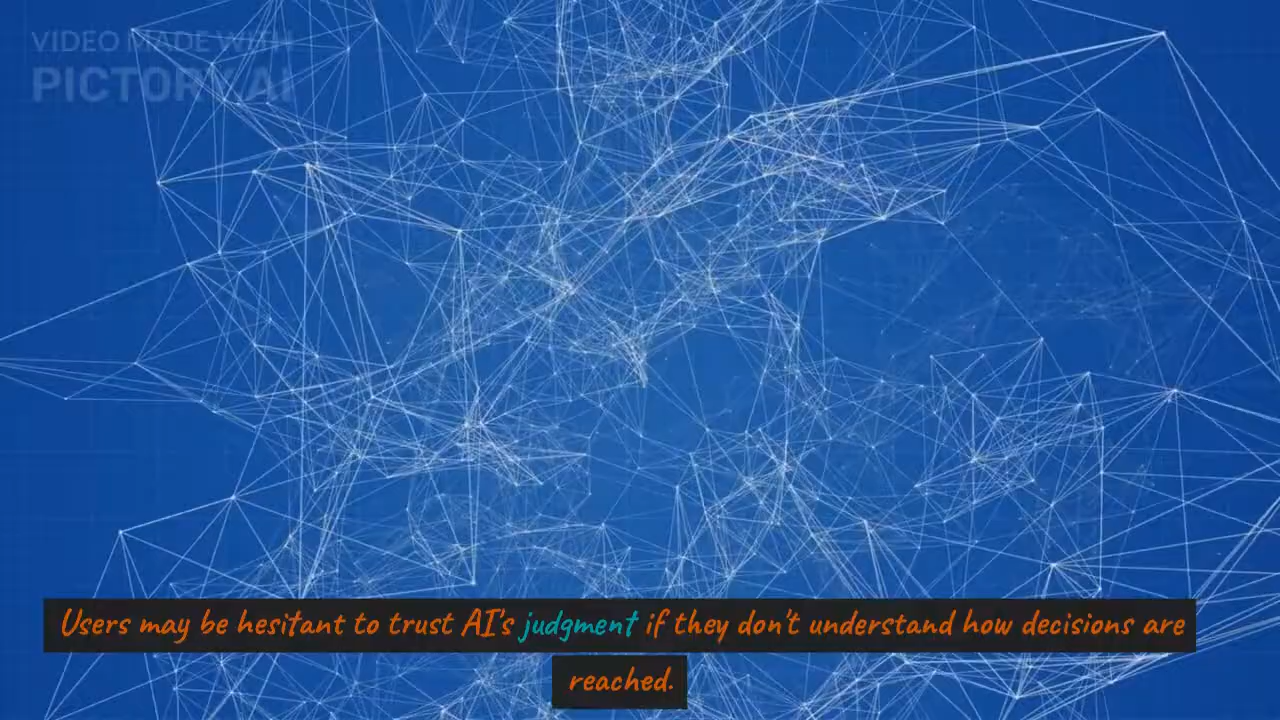 VIDEO MADE WITH
PICTORY.AI
Users may be hesitant to trust AI's judgment if they don't understand how decisions are
reached.